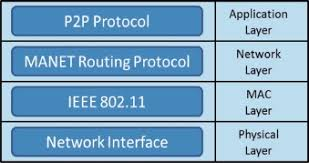 P2P Protocol
Application
Layer
MANET Routing Protocol
Network
Layer
IEEE 802.11
MAC
Layer
Network Interface
Physical
Layer